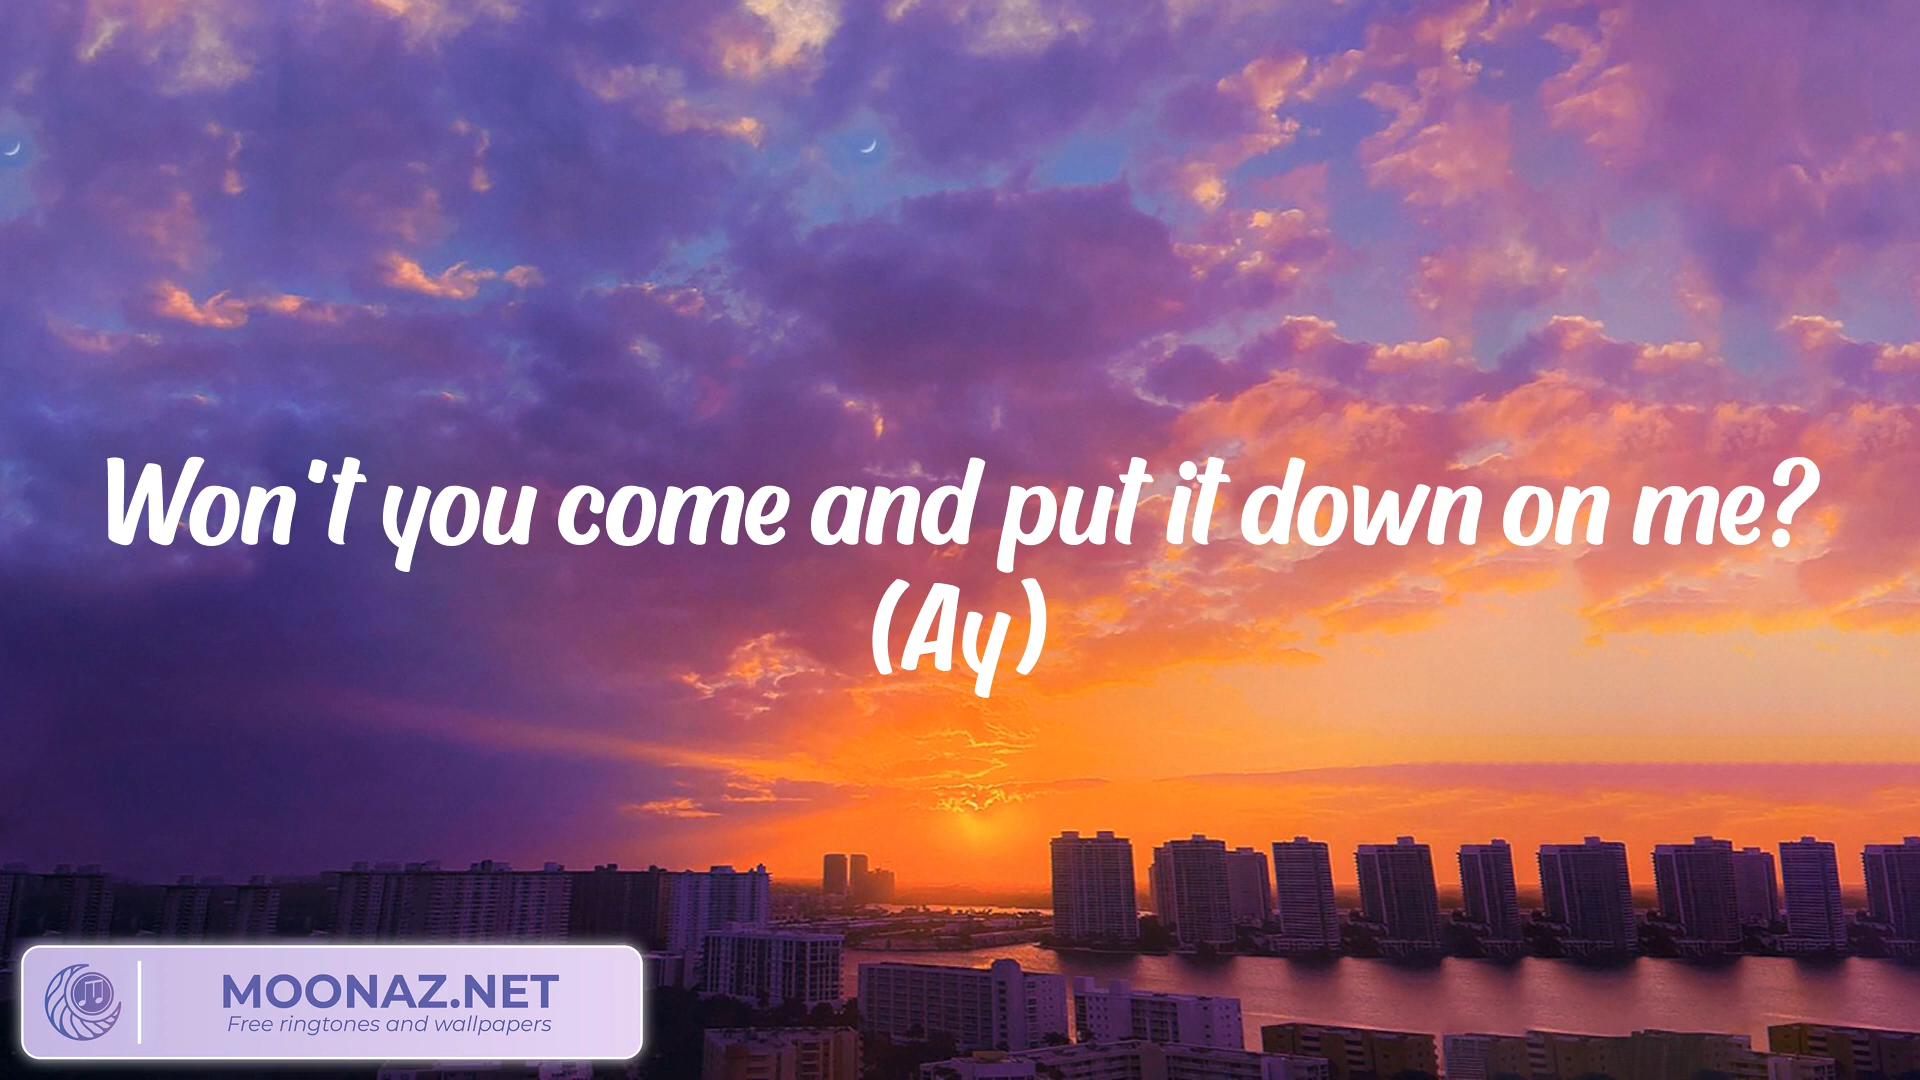 Won't you come and put it down on me?
(Ay)
MOONAZ.NET
Free ringtones and wallpapers